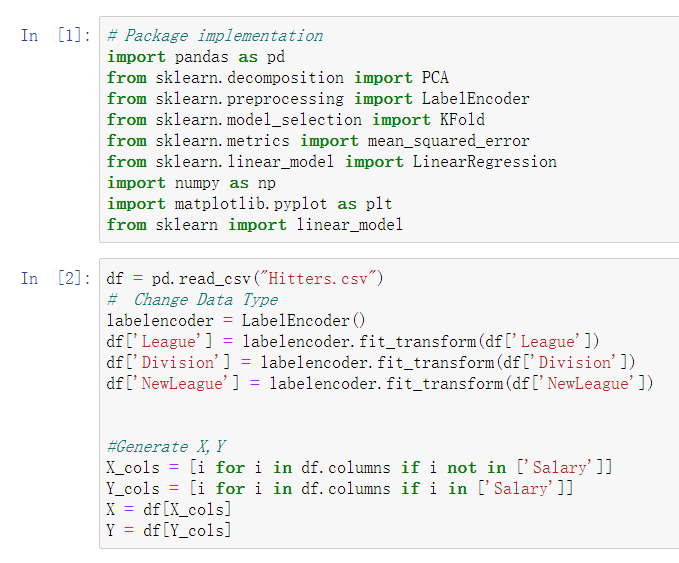 In [1]: # Package implementation
import pandas as pd
from sklearn.decomposition import PCA
from sklearn.preprocessing import LabelEncoder
from sklearn.model_selection import KFold
from sklearn.metrics import mean_squared_error
from sklearn.linear_model import LinearRegression
import numpy as np
import matplotlib.pyplot as plt
from sklearn import linear_model
In [2]: df = pd.read_csv("Hitters.csv")
#  Change Data Type
labelencoder = LabelEncoder()
df['League'] = labelencoder.fit_transform(df['League'])
df['Division'] = labelencoder.fit_transform(df['Division'])
df['NewLeague'] = labelencoder.fit_transform(df['NewLeague'])
#Generate X,Y
X_cols = [i for i in df.columns if i not in ['Salary']]
Y_cols = [i for i in df.columns if i in ['Salary']]
X = df[X_cols]
Y = df[Y_cols]